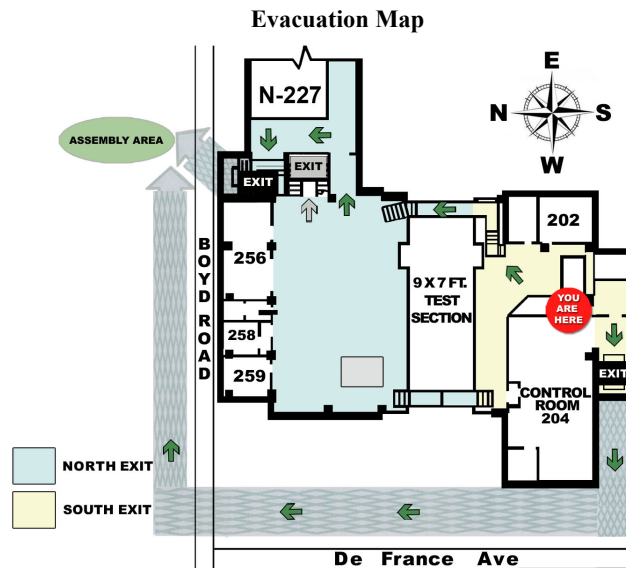 Evacuation Map
E
N
S
W
N-227
ASSEMBLY AREA
EXIT
EXIT
202
BOYD ROAD
256
9 X 7 FT.
TEST
SECTION
YOU
ARE
HERE
258
259
EXIT
CONTROL
ROOM
204
NORTH EXIT
SOUTH EXIT
De France Ave